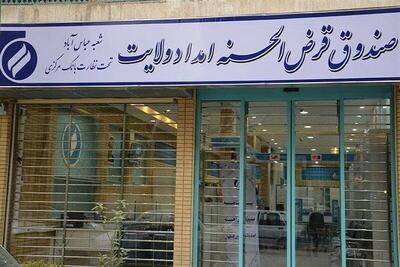 صندوق قرض الحسنه امداد ولایت
شعبه عباس آباد
تحت نظارت بانک مرکزی